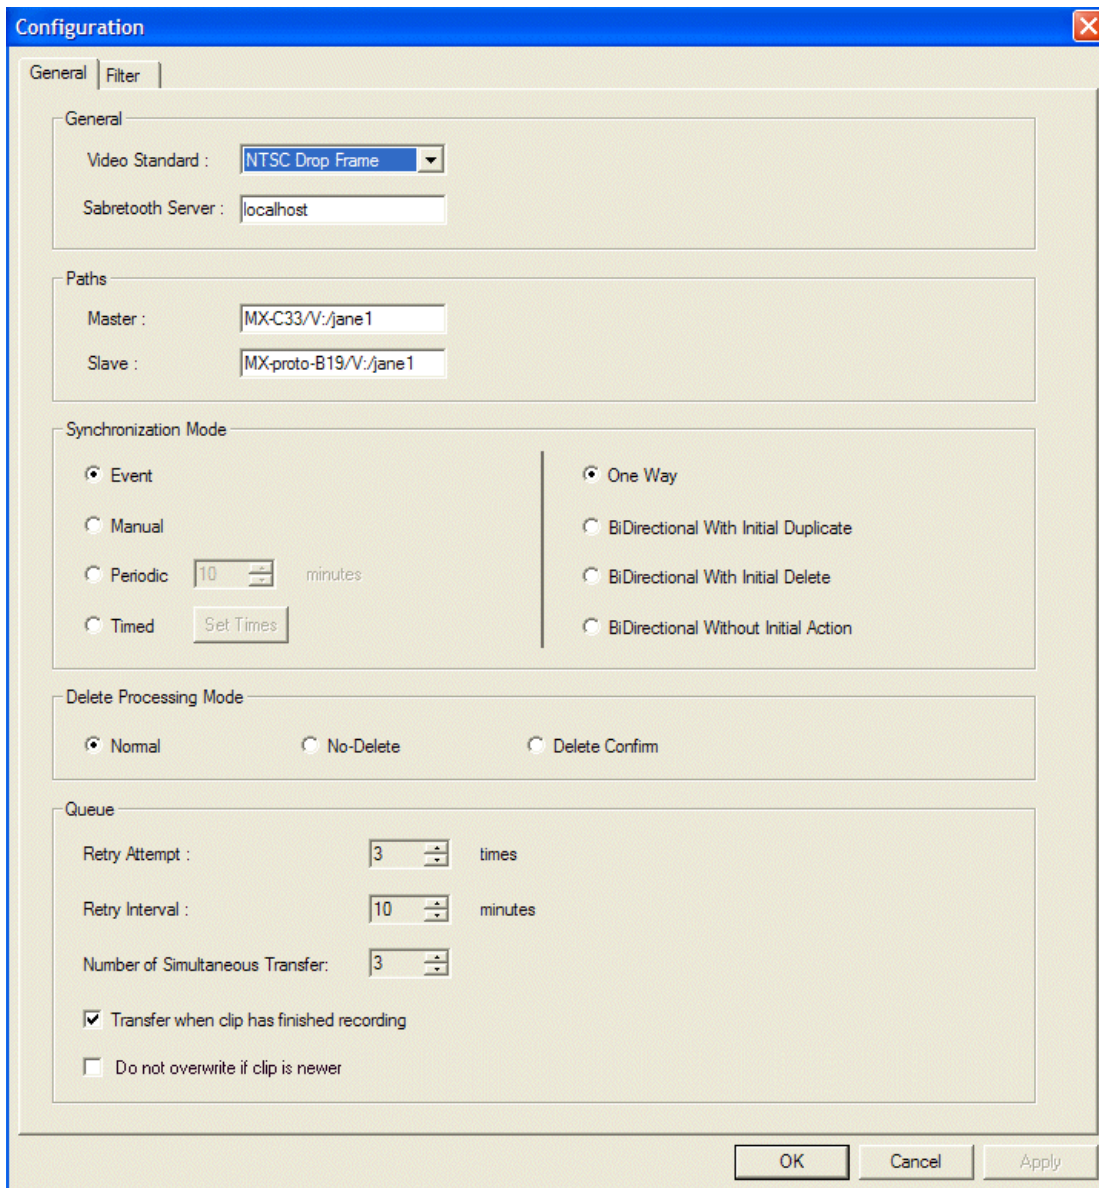 Configuration
General Filter
General
Video Standard : NTSC Drop Frame
Sabretooth Server : localhost
Paths
Master : MX-C33/V:/jane1
Slave : MX-proto-B19/V:/jane1
Synchronization Mode
Event One Way
Manual BiDirectional With Initial Duplicate
Periodic 10 minutes BiDirectional With Initial Delete
Timed Set Times BiDirectional Without Initial Action
Delete Processing Mode
Normal No-Delete Delete Confirm
Queue
Retry Attempt : 3 times
Retry Interval : 10 minutes
Number of Simultaneous Transfer: 3
Transfer when clip has finished recording
Do not overwrite if clip is newer
OK Cancel Apply